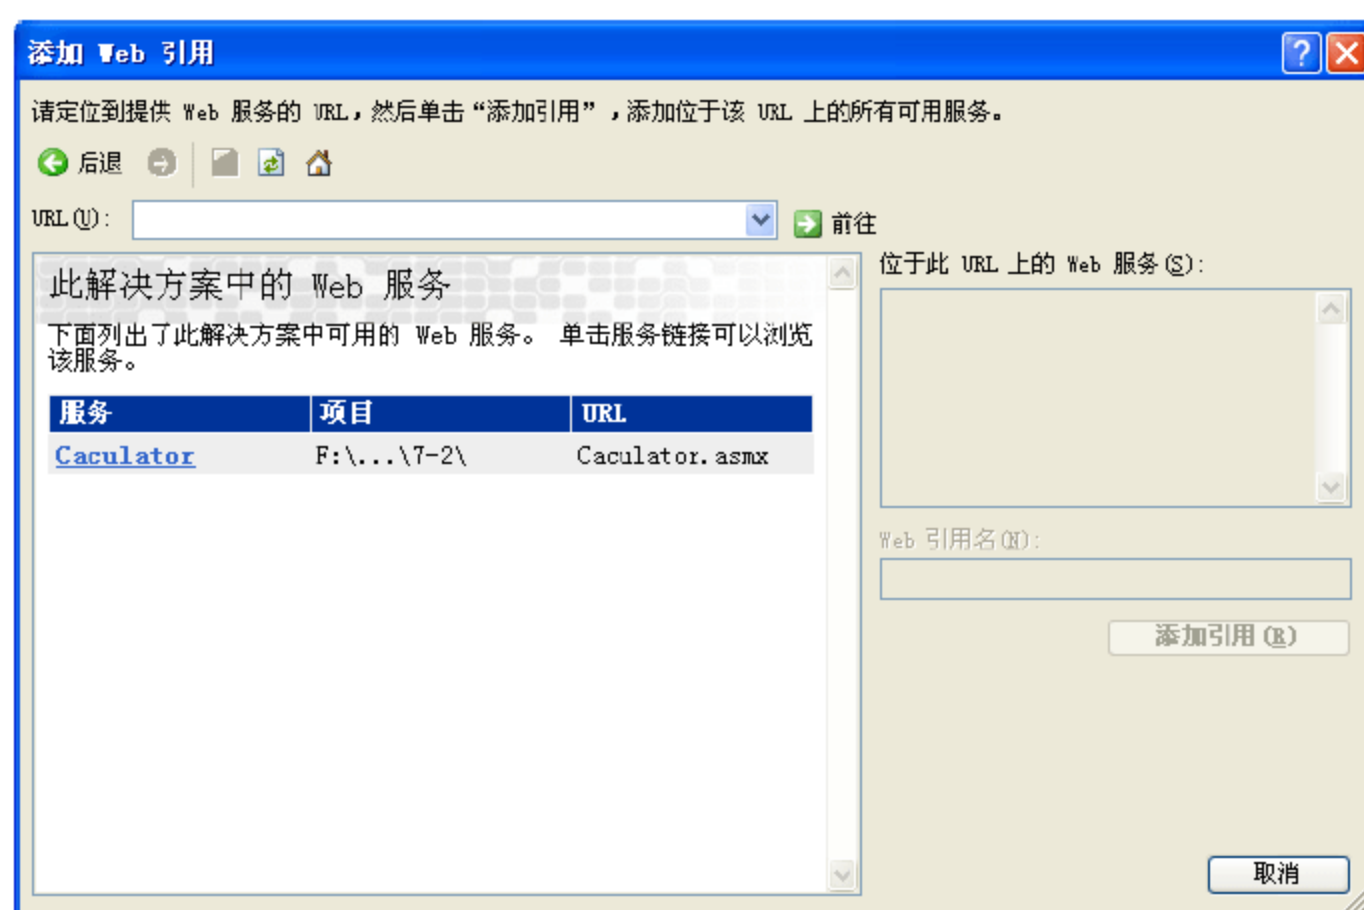 添加 Web 引用
请定位到提供 Web 服务的 URL，然后单击“添加引用”，添加位于该 URL 上的所有可用服务。
后退
URL(U):
前往
此解决方案中的 Web 服务
下面列出了此解决方案中可用的 Web 服务。 单击服务链接可以浏览
该服务。
服务 项目 URL
Caculator F:\...\7-2\ Caculator.asmx
位于此 URL 上的 Web 服务(S):
Web 引用名(N):
添加引用(R)
取消